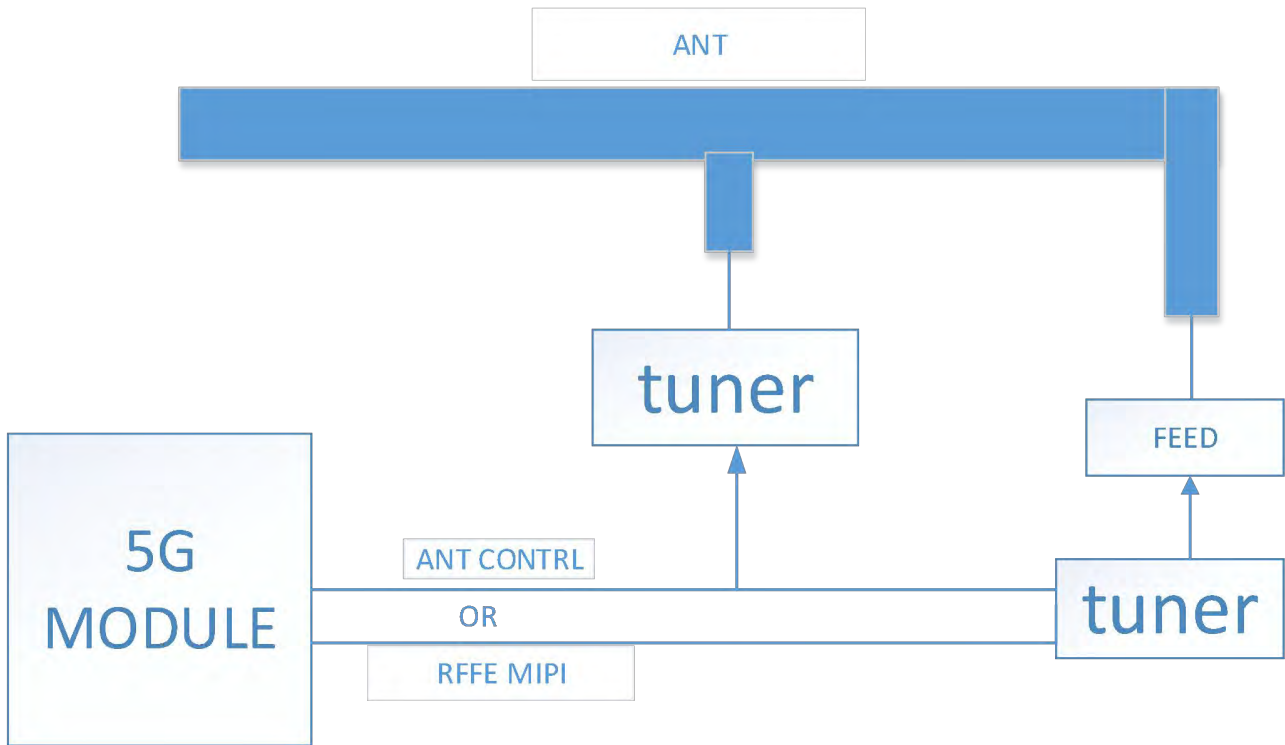 ANT
tuner
FEED
5G
MODULE
ANT CONTRL
OR
RFFE MIPI
tuner